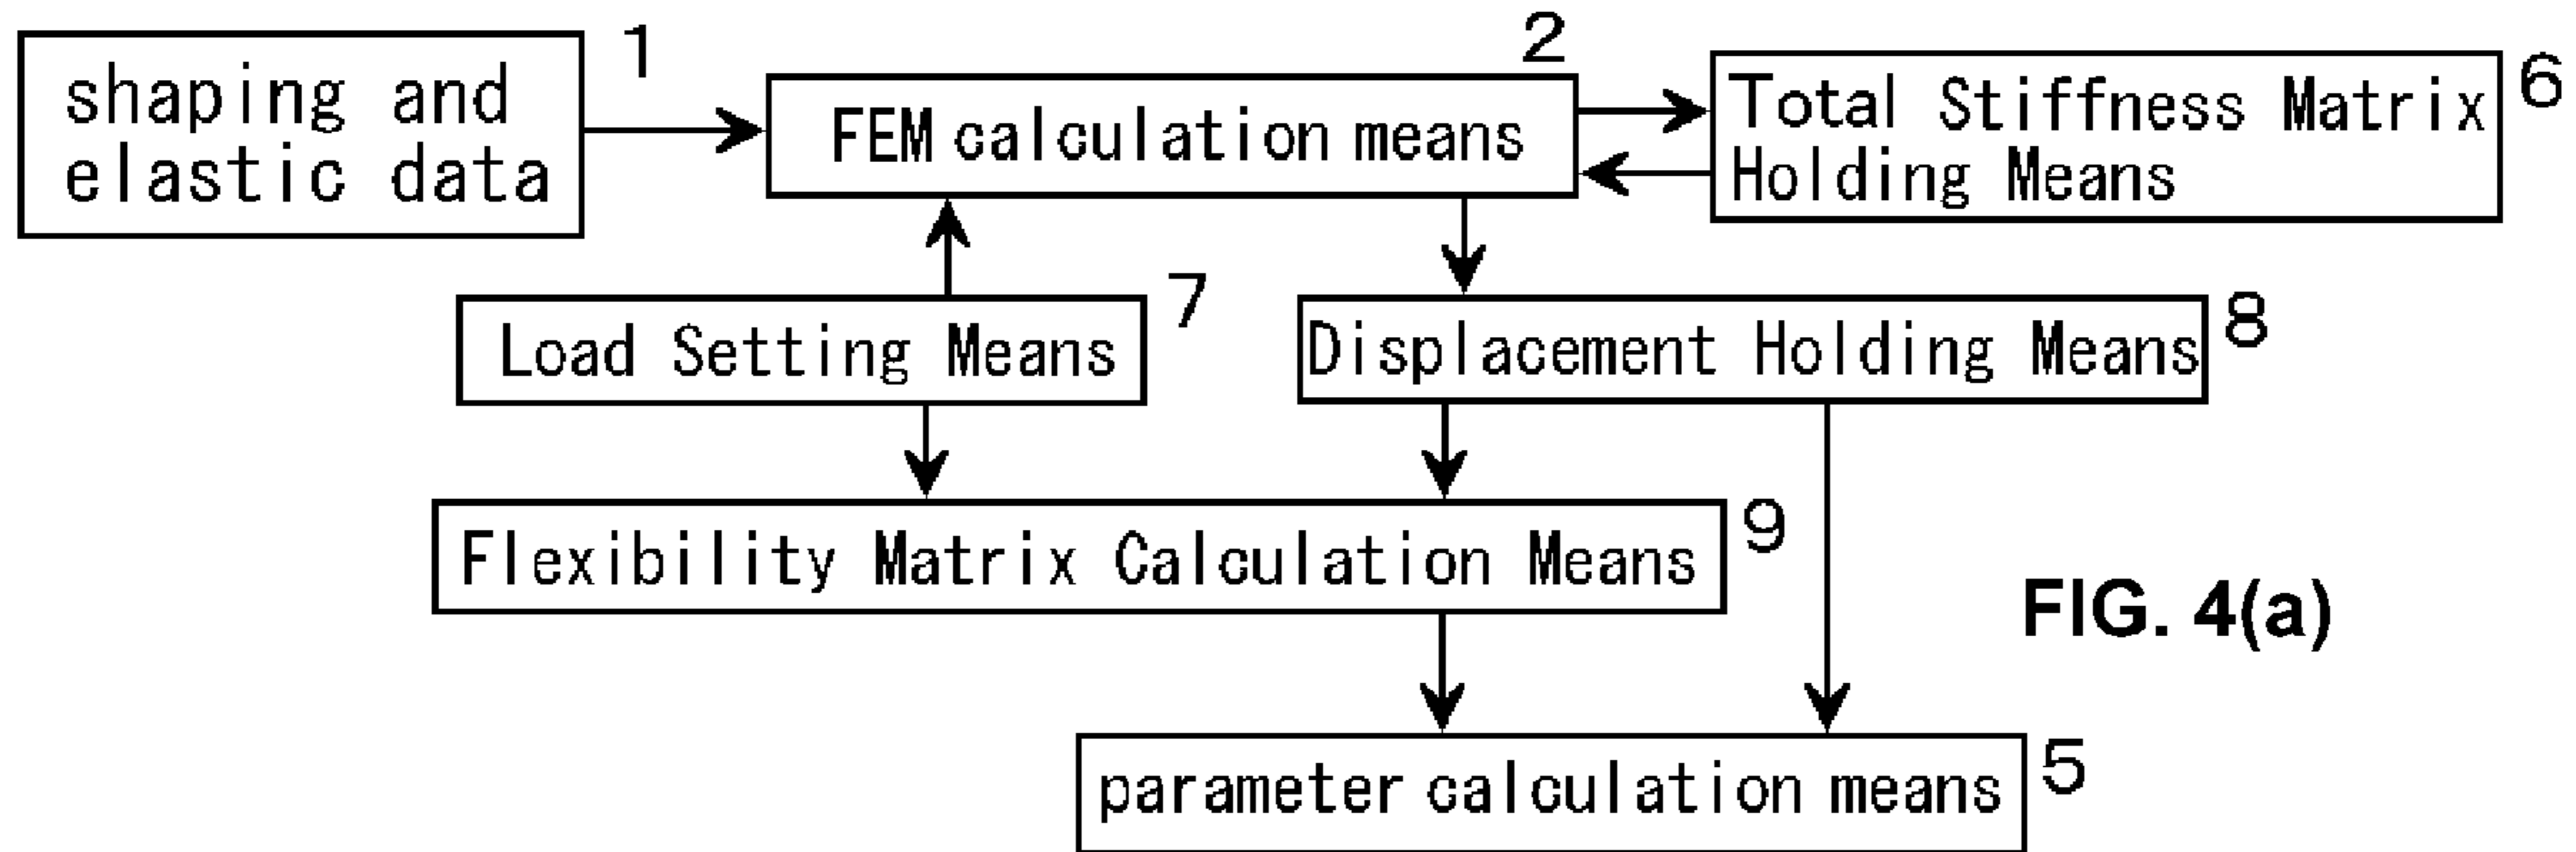 shaping and
elastic data
1
FEM calculation means
2
Total Stiffness Matrix
Holding Means
6
Load Setting Means
7
Displacement Holding Means
8
Flexibility Matrix Calculation Means
9
FIG. 4(a)
parameter calculation means
5